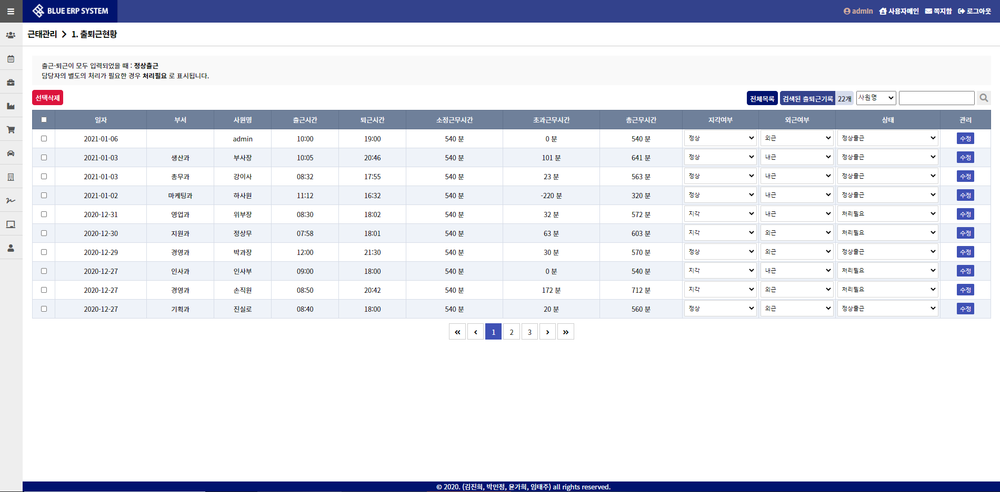 BLUE ERP SYSTEM
admin 사용자메인 쪽지함 로그아웃
근태관리 1. 출퇴근현황
출근·퇴근이 모두 입력되었을 때 : 정상출근
담당자의 별도의 처리가 필요한 경우 처리필요 로 표시됩니다.
선택삭제 전체목록 검색된 출퇴근기록 22개 사원명
일자 부서 사원명 출근시간 퇴근시간 소정근무시간 초과근무시간 총근무시간 지각여부 외근여부 상태 관리
2021-01-06 admin 10:00 19:00 540 분 0 분 540 분 정상 외근 정상출근 수정
2021-01-03 생산과 부사장 10:05 20:46 540 분 101 분 641 분 정상 내근 정상출근 수정
2021-01-03 총무과 강이사 08:32 17:55 540 분 23 분 563 분 정상 내근 정상출근 수정
2021-01-02 마케팅과 하사원 11:12 16:32 540 분 -220 분 320 분 정상 내근 정상출근 수정
2020-12-31 영업과 위부장 08:30 18:02 540 분 32 분 572 분 지각 내근 처리필요 수정
2020-12-30 지원과 정상무 07:58 18:01 540 분 63 분 603 분 지각 외근 처리필요 수정
2020-12-29 경영과 박과장 12:00 21:30 540 분 30 분 570 분 정상 외근 정상출근 수정
2020-12-27 인사과 인사부 09:00 18:00 540 분 0 분 540 분 지각 내근 처리필요 수정
2020-12-27 경영과 손직원 08:50 20:42 540 분 172 분 712 분 지각 외근 처리필요 수정
2020-12-27 기획과 진실로 08:40 18:00 540 분 20 분 560 분 정상 외근 정상출근 수정
« ‹ 1 2 3 › »
© 2020. (김진희, 박민정, 윤가희, 임태주) all rights reserved.